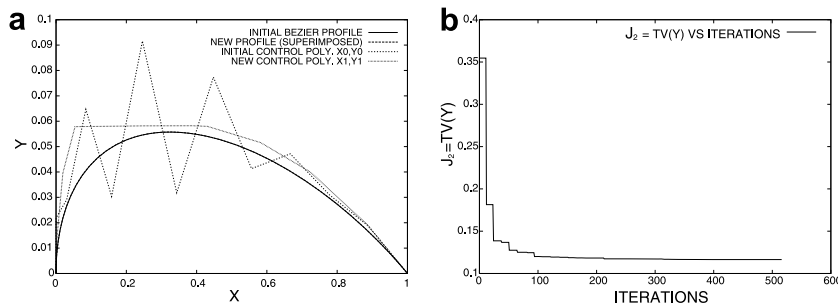 a
INITIAL BEZIER PROFILE
NEW PROFILE (SUPERIMPOSED)
INITIAL CONTROL POLY. X0,Y0
NEW CONTROL POLY. X1,Y1
0.1
0.09
0.08
0.07
0.06
0.05
0.04
0.03
0.02
0.01
0
Y
0
0.2
0.4
0.6
0.8
1
X
b
J2 = TV(Y) VS ITERATIONS
0.4
0.35
0.3
0.25
0.2
0.15
0.1
J2=TV(Y)
0
100
200
300
400
500
600
ITERATIONS